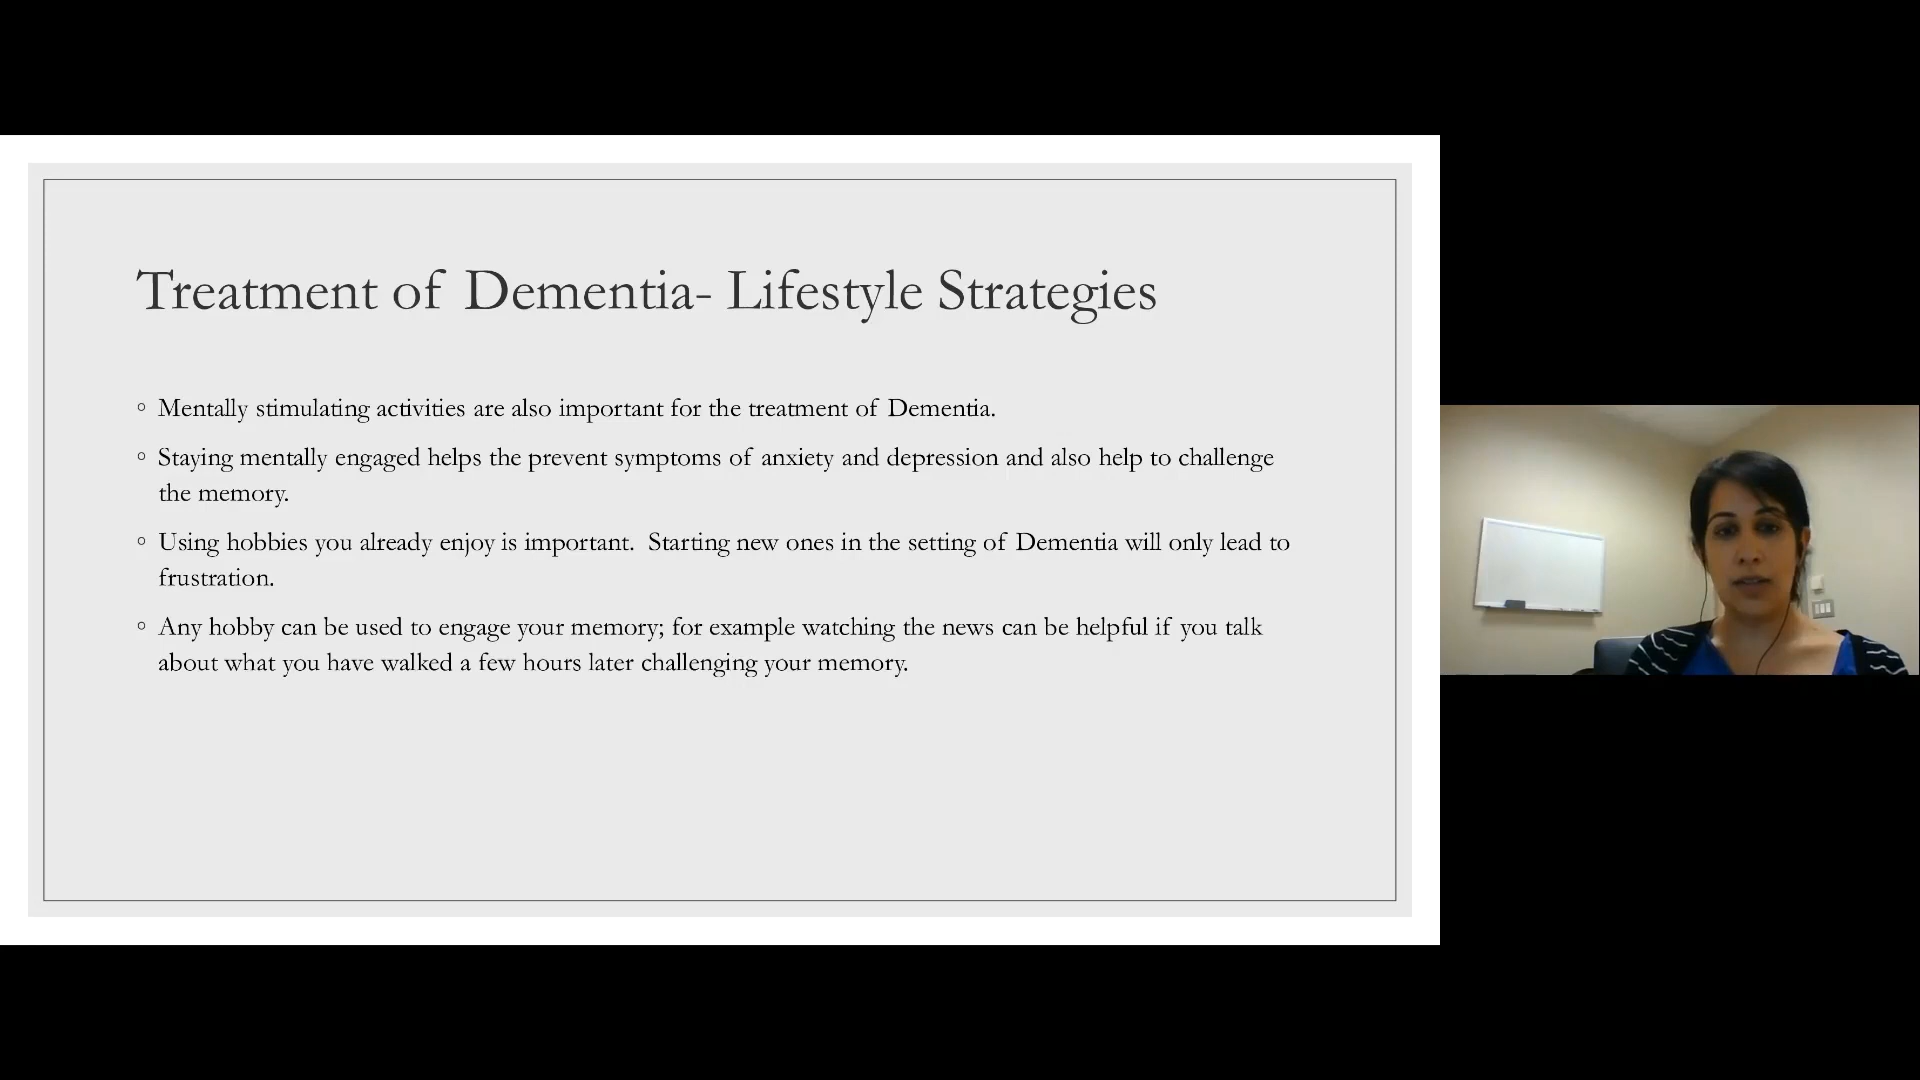 Treatment of Dementia- Lifestyle Strategies
◦ Mentally stimulating activities are also important for the treatment of Dementia.
◦ Staying mentally engaged helps the prevent symptoms of anxiety and depression and also help to challenge
the memory.
◦ Using hobbies you already enjoy is important. Starting new ones in the setting of Dementia will only lead to
frustration.
◦ Any hobby can be used to engage your memory; for example watching the news can be helpful if you talk
about what you have walked a few hours later challenging your memory.